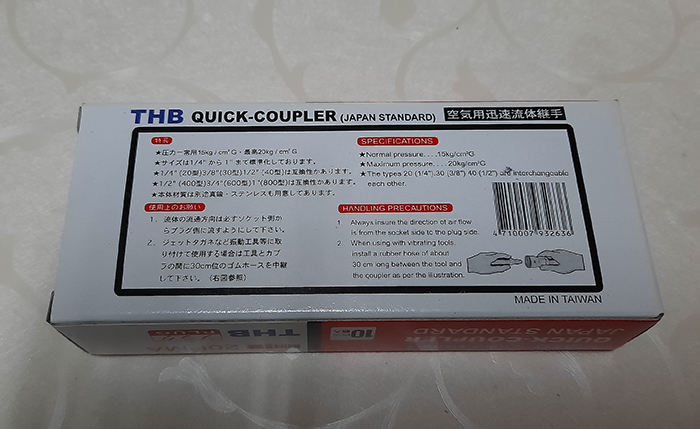 THB QUICK-COUPLER (JAPAN STANDARD) 空気用迅速流体継手
特長
★圧力ー常用15kg / cm²G・最高20kg / cm²G
★サイズは1/4" から 1" まで標準化しております。
★1/4" (20型)3/8"(30型)1/2" (40型)は互換性があります。
★1/2" (400型)3/4"(600型)1"(800型)は互換性があります。
★本体材質は別途真鍮・ステンレスも用意してあります。
使用上のお願い
1. 流体の流通方向は必ずソケット側か
らプラグ側に流すようにして下さい。
2. ジェットタガネなど振動工具等に取
り付けて使用する場合は工具とカプ
ラの間に30cm位のゴムホースを中継
して下さい。（右図参照）
SPECIFICATIONS
★Normal pressure. . . .15kg/cm²G
★Maximum pressure. . . . 20kg/cm²G
★The types 20 (1/4") 30 (3/8") 40 (1/2") are interchangeable
each other.
HANDLING PRECAUTIONS
1. Always insure the direction of air flow
is from the socket side to the plug side.
2. When using with vibrating tools,
install a rubber hose of about
30 cm long between the tool and
the coupler as per the illustration.
4710007932636
MADE IN TAIWAN
THB
PLUG
10
QUICK-COUPLER
JAPAN STANDARD